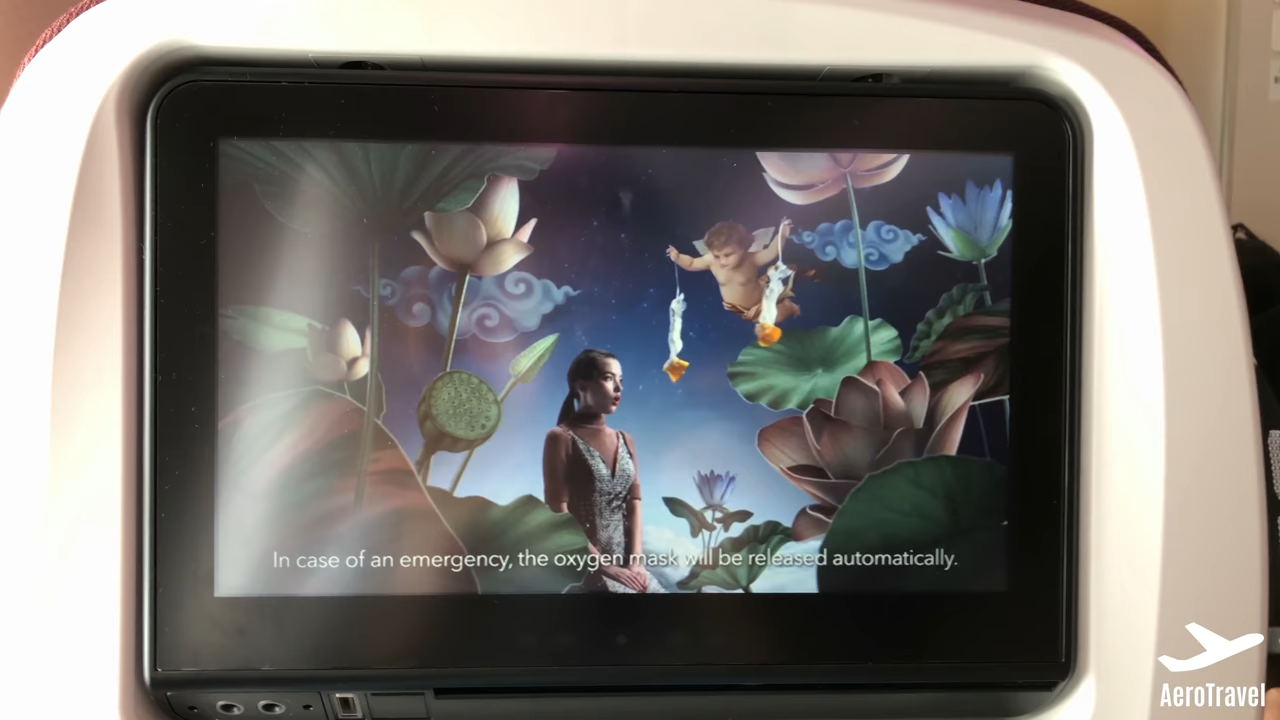 In case of an emergency, the oxygen mask will be released automatically.
AeroTravel